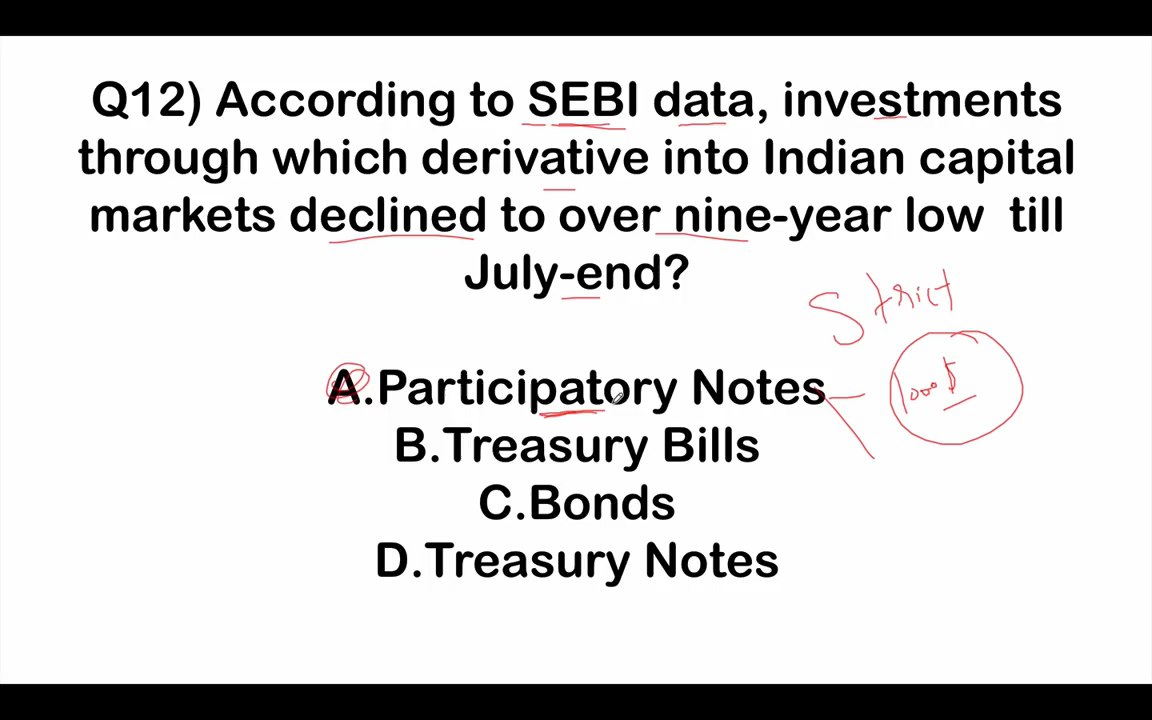 Q12) According to SEBI data, investments
through which derivative into Indian capital
markets declined to over nine-year low till
July-end?
Strict
A.Participatory Notes
1000 $
B.Treasury Bills
C.Bonds
D.Treasury Notes